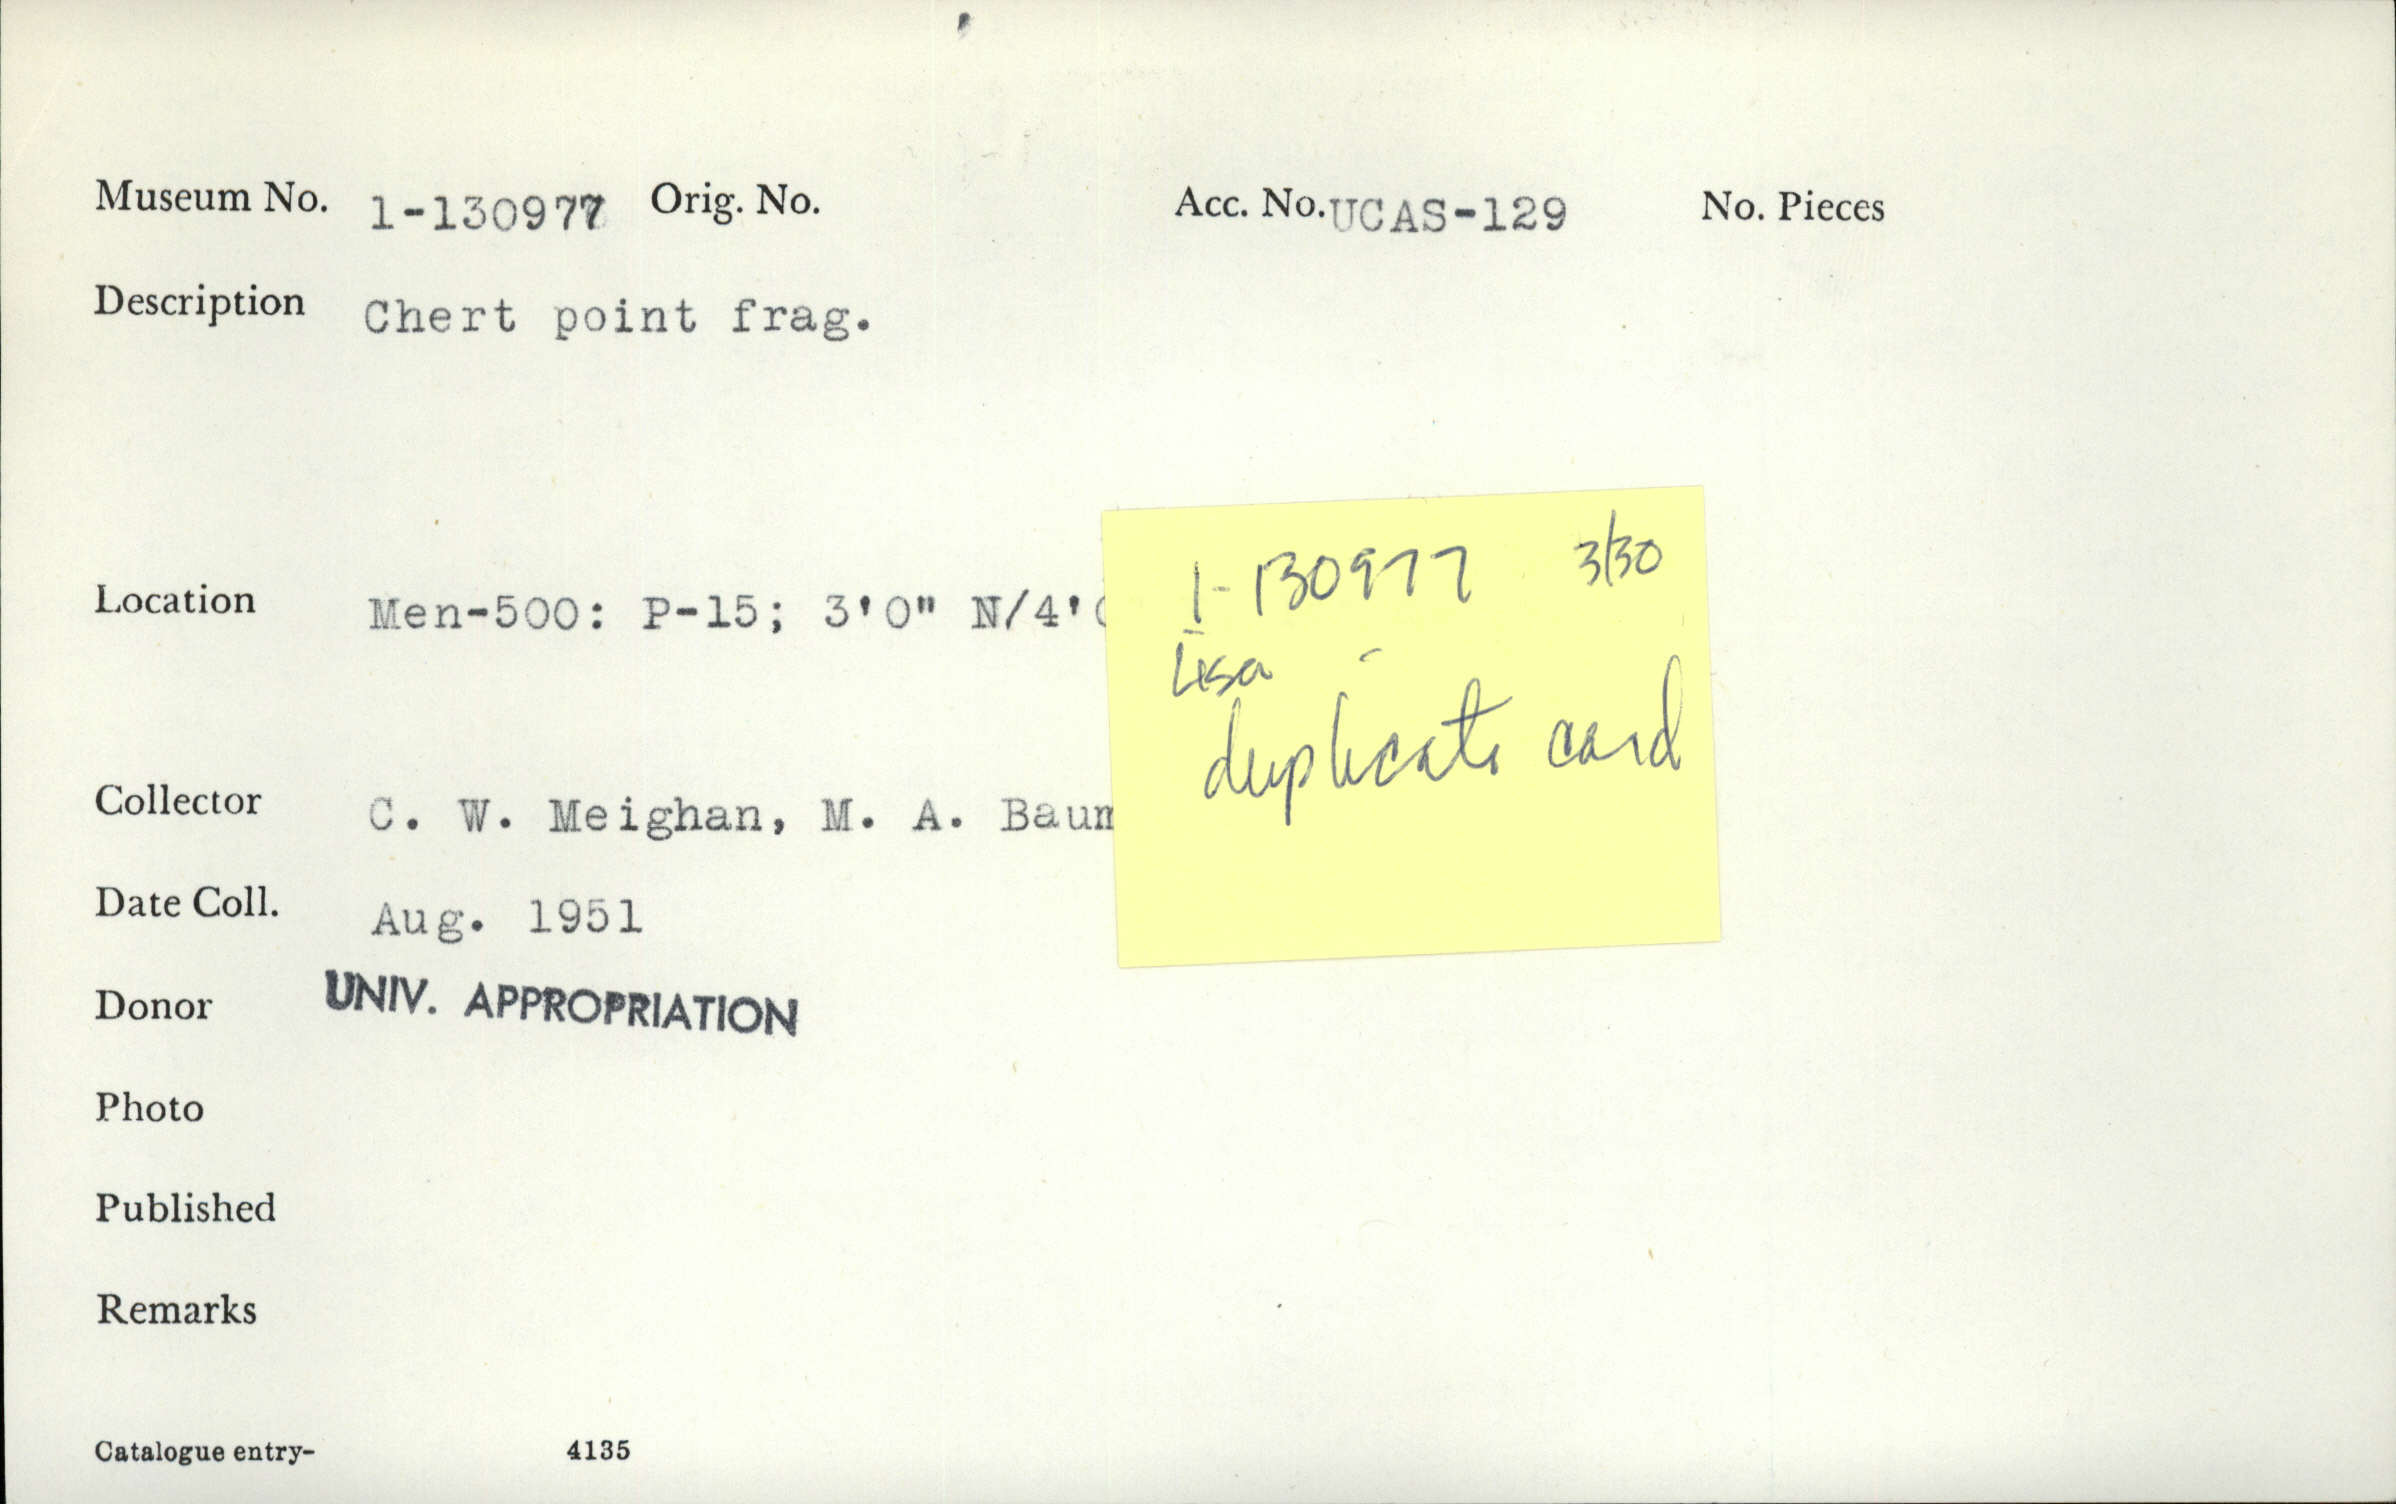 Museum No. 1-130977 Orig. No. Acc. No. UCAS-129 No. Pieces
Description Chert point frag.
Location Men-500: P-15; 3'0" N/4'
Collector C. W. Meighan, M. A. Baum
Date Coll. Aug. 1951
Donor UNIV. APPROPRIATION
Photo
Published
Remarks
Catalogue entry- 4135
1-130977 3/30
Lisa -
duplicate card